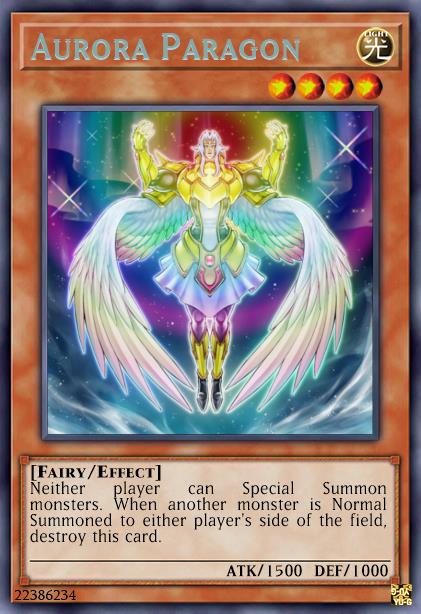 AURORA PARAGON
LIGHT
光
[FAIRY/EFFECT]
Neither player can Special Summon
monsters. When another monster is Normal
Summoned to either player's side of the field,
destroy this card.
ATK/1500 DEF/1000
22386234